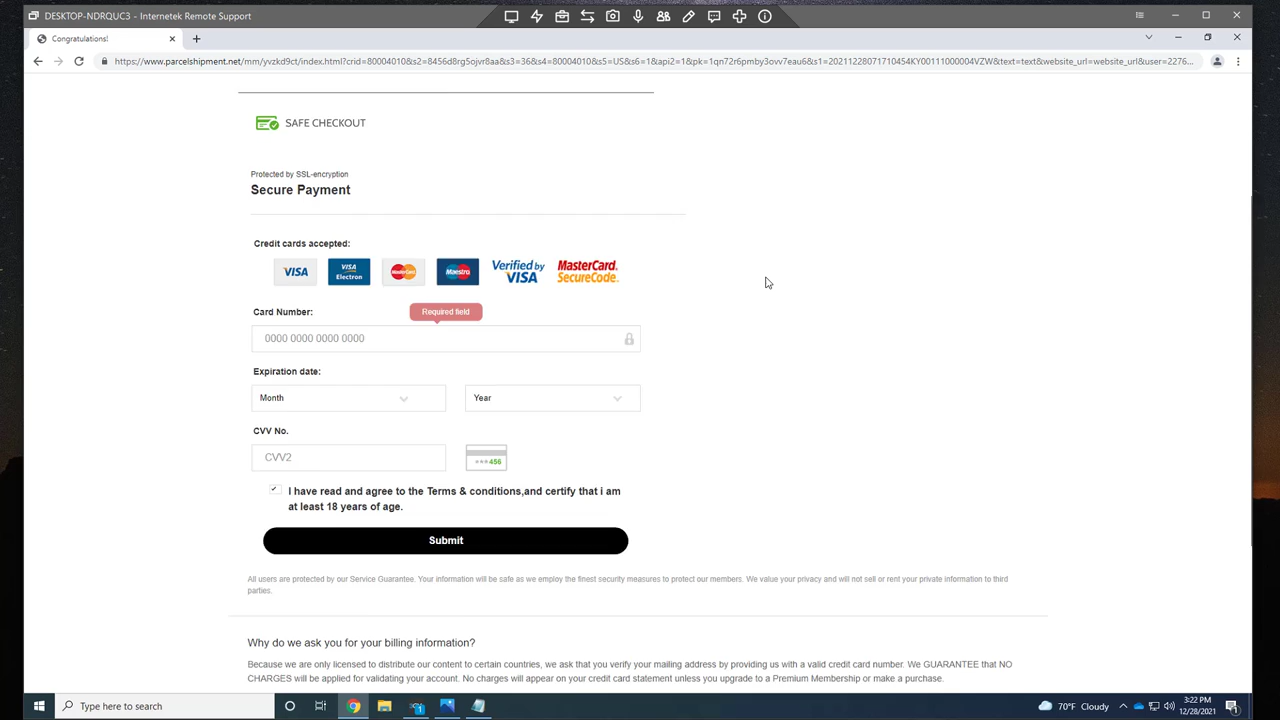 DESKTOP-NDRQUC3 - Internetek Remote Support
Congratulations!
https://www.parcelshipment.net/mm/yvzkd9ct/index.html?crid=80004010&s2=8456d8rg5ojvr8aa&s3=36&s4=80004010&s5=US&s6=1&api2=1&pk=1qn72r6pmby3ovv7eau6&s1=20211228071710454KY00111000004VZW&text=text&website_url=website_url&user=2276...
SAFE CHECKOUT
Protected by SSL-encryption
Secure Payment
Credit cards accepted:
VISA VISA Electron MasterCard Maestro Verified by VISA MasterCard. SecureCode.
Card Number:
Required field
0000 0000 0000 0000
Expiration date:
Month Year
CVV No.
CVV2 ***456
I have read and agree to the Terms & conditions,and certify that i am
at least 18 years of age.
Submit
All users are protected by our Service Guarantee. Your information will be safe as we employ the finest security measures to protect our members. We value your privacy and will not sell or rent your private information to third
parties.
Why do we ask you for your billing information?
Because we are only licensed to distribute our content to certain countries, we ask that you verify your mailing address by providing us with a valid credit card number. We GUARANTEE that NO
CHARGES will be applied for validating your account. No charges will appear on your credit card statement unless you upgrade to a Premium Membership or make a purchase.
Type here to search
70°F Cloudy
3:22 PM
12/28/2021
1